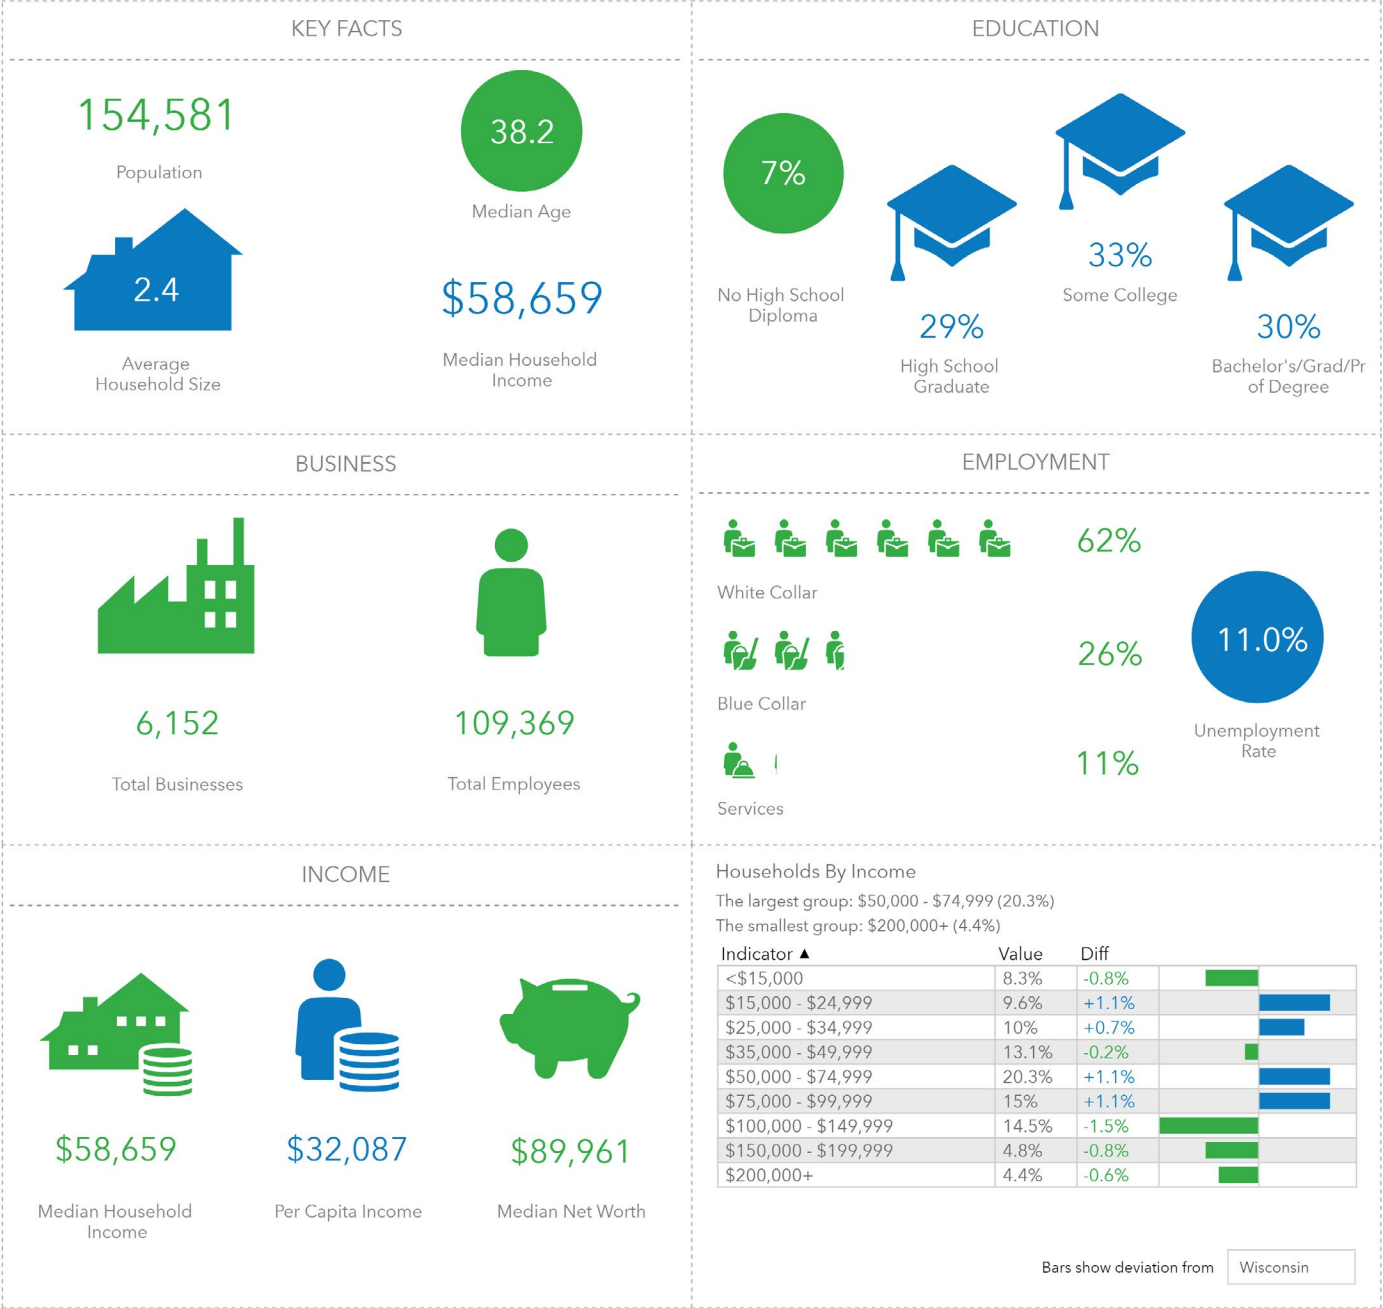 KEY FACTS
154,581
Population
38.2
Median Age
2.4
Average
Household Size
$58,659
Median Household
Income
EDUCATION
7%
No High School
Diploma
29%
High School
Graduate
33%
Some College
30%
Bachelor's/Grad/Pr
of Degree
BUSINESS
6,152
Total Businesses
109,369
Total Employees
EMPLOYMENT
62%
White Collar
26%
Blue Collar
11%
Services
11.0%
Unemployment
Rate
INCOME
$58,659
Median Household
Income
$32,087
Per Capita Income
$89,961
Median Net Worth
Households By Income
The largest group: $50,000 - $74,999 (20.3%)
The smallest group: $200,000+ (4.4%)
Indicator ▲ Value Diff
<$15,000 8.3% -0.8%
$15,000 - $24,999 9.6% +1.1%
$25,000 - $34,999 10% +0.7%
$35,000 - $49,999 13.1% -0.2%
$50,000 - $74,999 20.3% +1.1%
$75,000 - $99,999 15% +1.1%
$100,000 - $149,999 14.5% -1.5%
$150,000 - $199,999 4.8% -0.8%
$200,000+ 4.4% -0.6%
Bars show deviation from Wisconsin